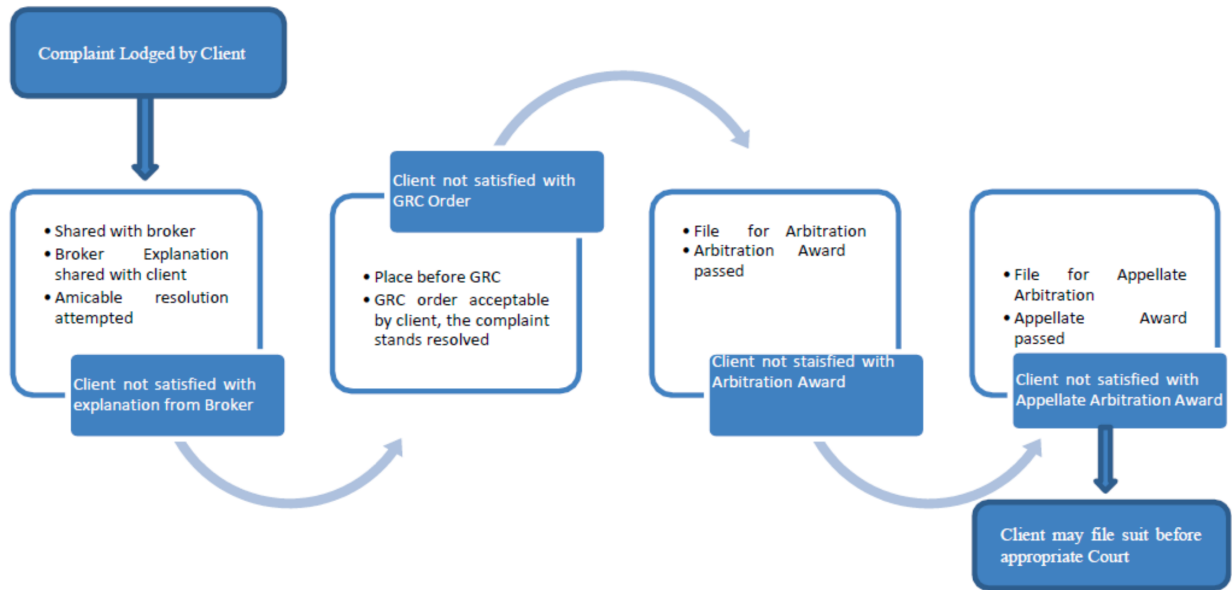 Complaint Lodged by Client
• Shared with broker
• Broker Explanation
shared with client
• Amicable resolution
attempted
Client not satisfied with
explanation from Broker
Client not satisfied with
GRC Order
• Place before GRC
• GRC order acceptable
by client, the complaint
stands resolved
• File for Arbitration
• Arbitration Award
passed
Client not staisfied with
Arbitration Award
• File for Appellate
Arbitration
• Appellate Award
passed
Client not satisfied with
Appellate Arbitration Award
Client may file suit before
appropriate Court